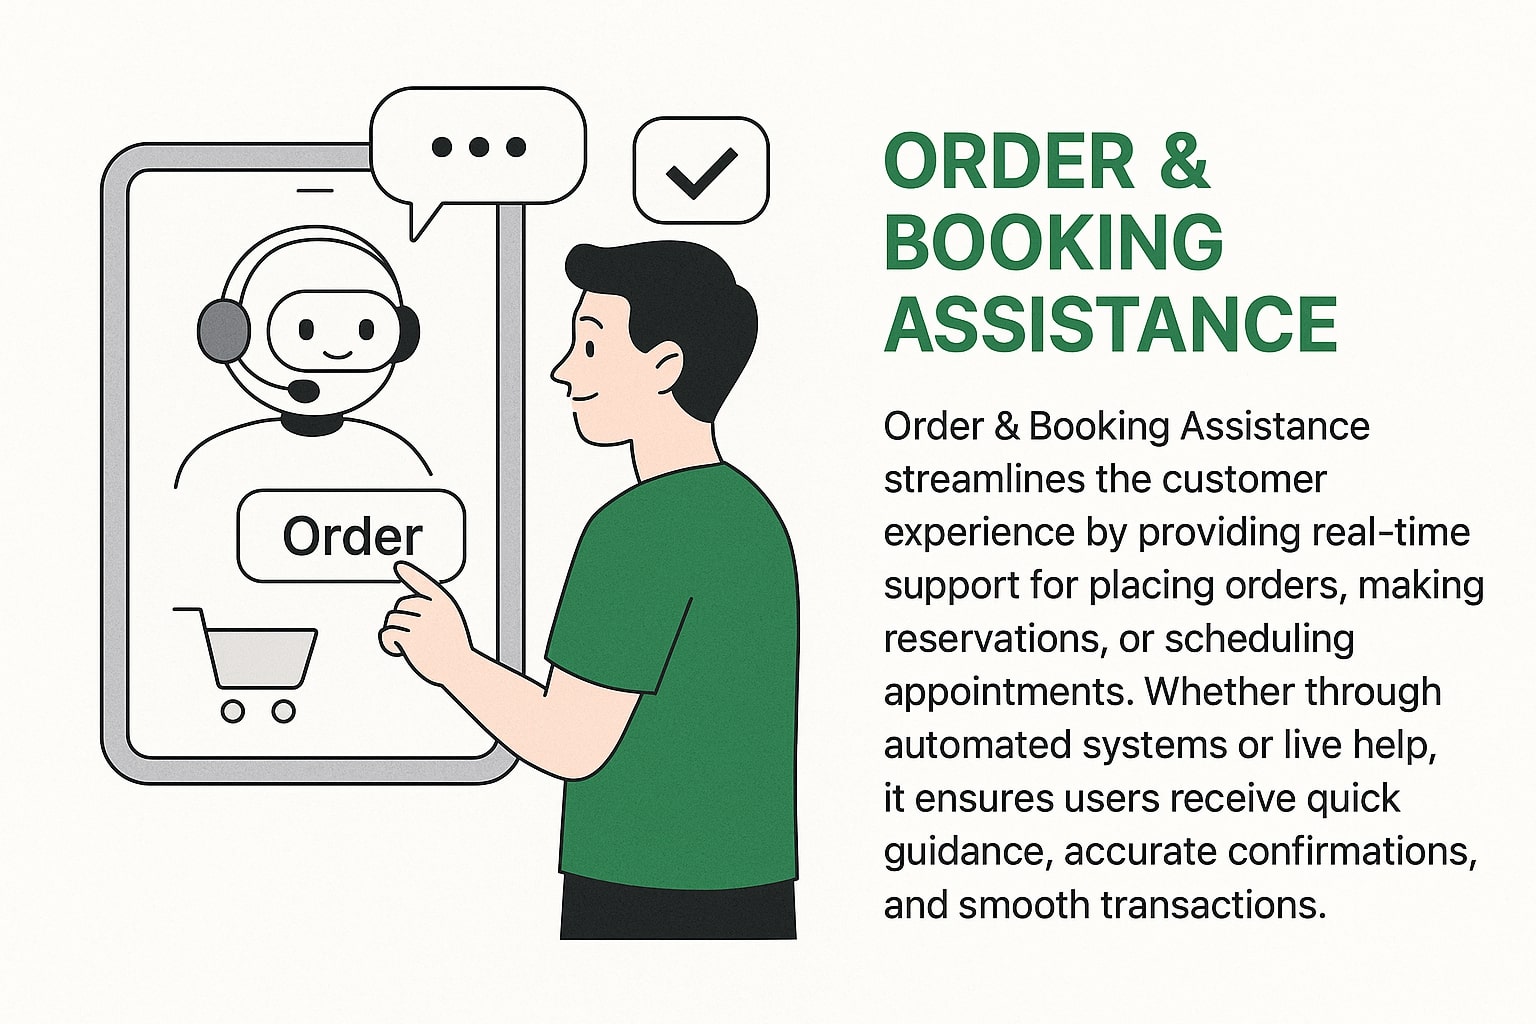 ORDER &
BOOKING
ASSISTANCE
Order & Booking Assistance
streamlines the customer
experience by providing real-time
support for placing orders, making
reservations, or scheduling
appointments. Whether through
automated systems or live help,
it ensures users receive quick
guidance, accurate confirmations,
and smooth transactions.
Order